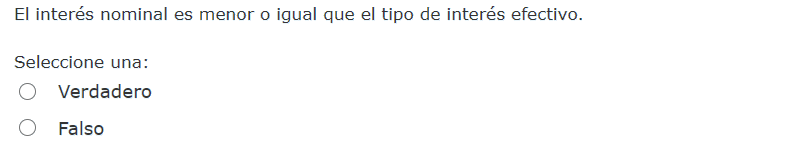 El interés nominal es menor o igual que el tipo de interés efectivo.
Seleccione una:
Verdadero
Falso